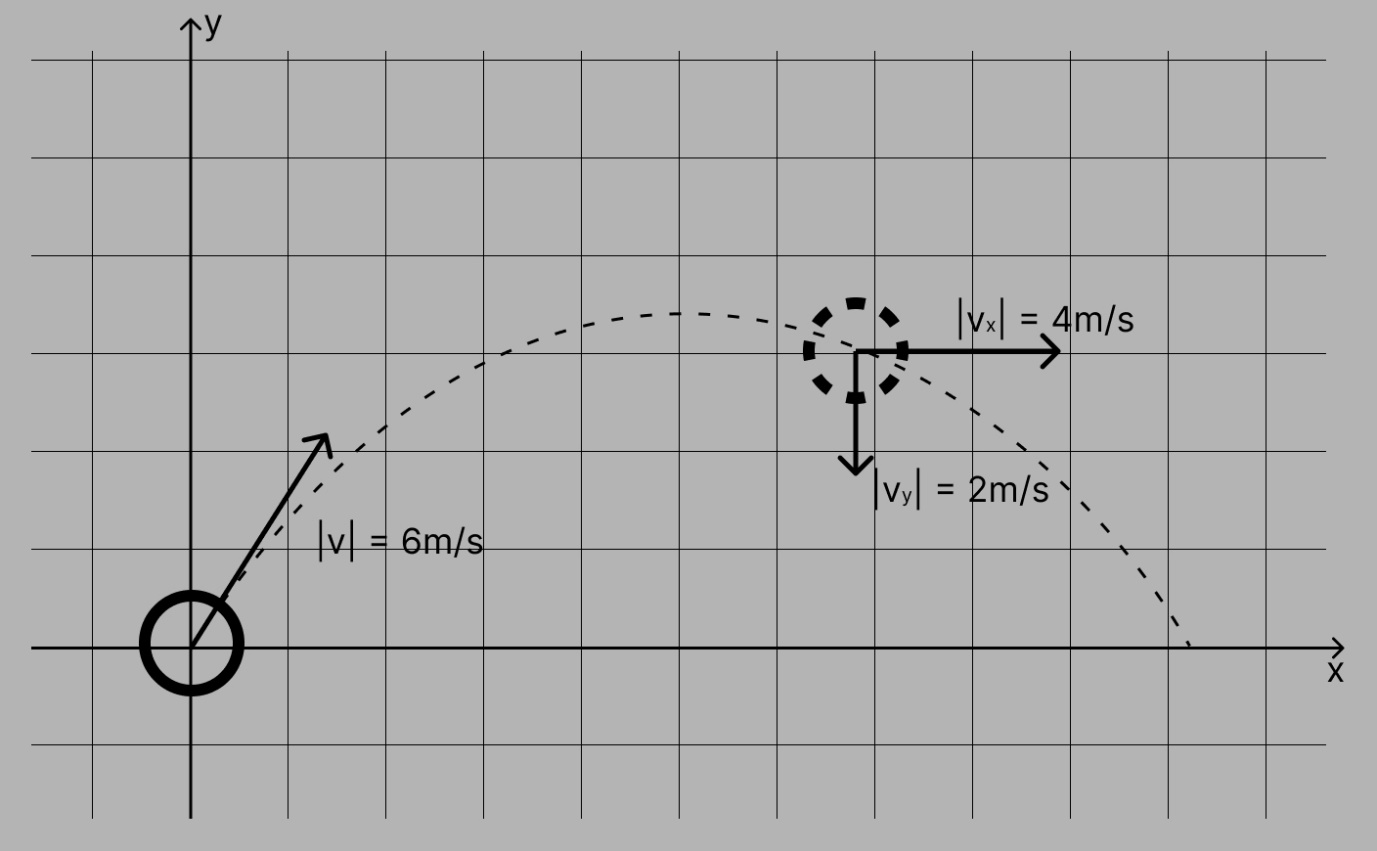 y
|vₓ| = 4m/s
|vᵧ| = 2m/s
|v| = 6m/s
x